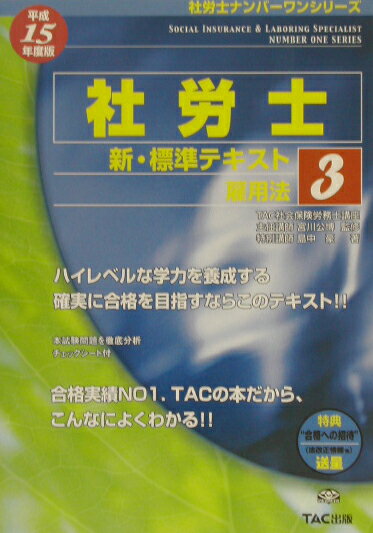 平成
15
年度版
社労士ナンバーワンシリーズ
SOCIAL INSURANCE & LABORING SPECIALIST
NUMBER ONE SERIES
社労士
新・標準テキスト
雇用法
3
TAC社会保険労務士講座
主任講師 宮川公博 監修
特別講師 畠中 豪 著
ハイレベルな学力を養成する
確実に合格を目指すならこのテキスト!!
本試験問題を徹底分析
チェックシート付
合格実績NO1.TACの本だから、
こんなによくわかる!!
特典
"合格への招待"
(法改正情報他)
送呈
TAC出版